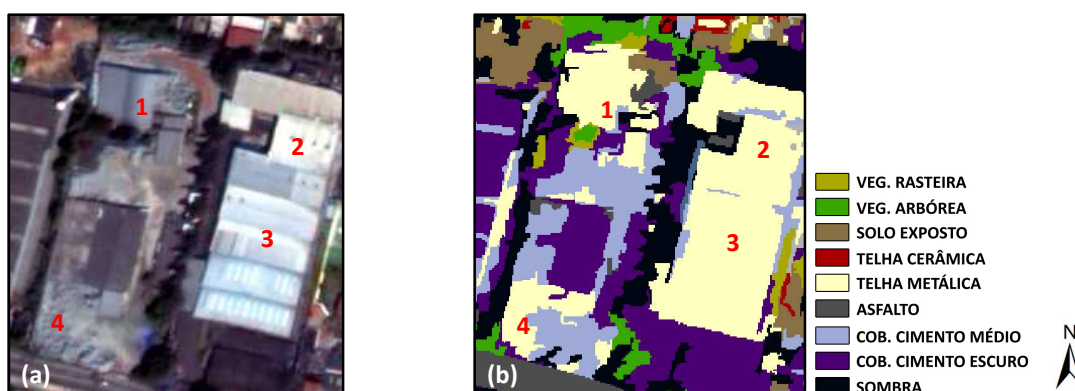 1
2
3
4
(a)
1
2
3
4
(b)
VEG. RASTEIRA
VEG. ARBÓREA
SOLO EXPOSTO
TELHA CERÂMICA
TELHA METÁLICA
ASFALTO
COB. CIMENTO MÉDIO
COB. CIMENTO ESCURO
SOMBRA
N